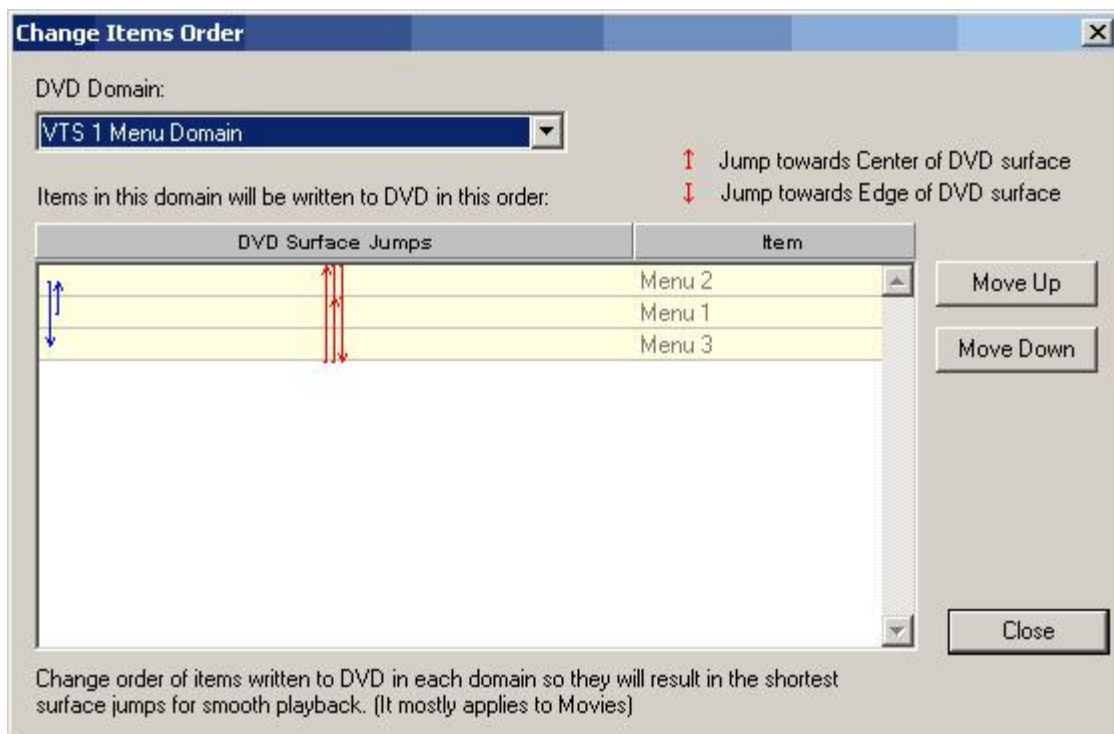 Change Items Order
DVD Domain:
VTS 1 Menu Domain
Jump towards Center of DVD surface
Jump towards Edge of DVD surface
Items in this domain will be written to DVD in this order:
DVD Surface Jumps Item
Menu 2
Menu 1
Menu 3
Move Up
Move Down
Close
Change order of items written to DVD in each domain so they will result in the shortest
surface jumps for smooth playback. (It mostly applies to Movies)